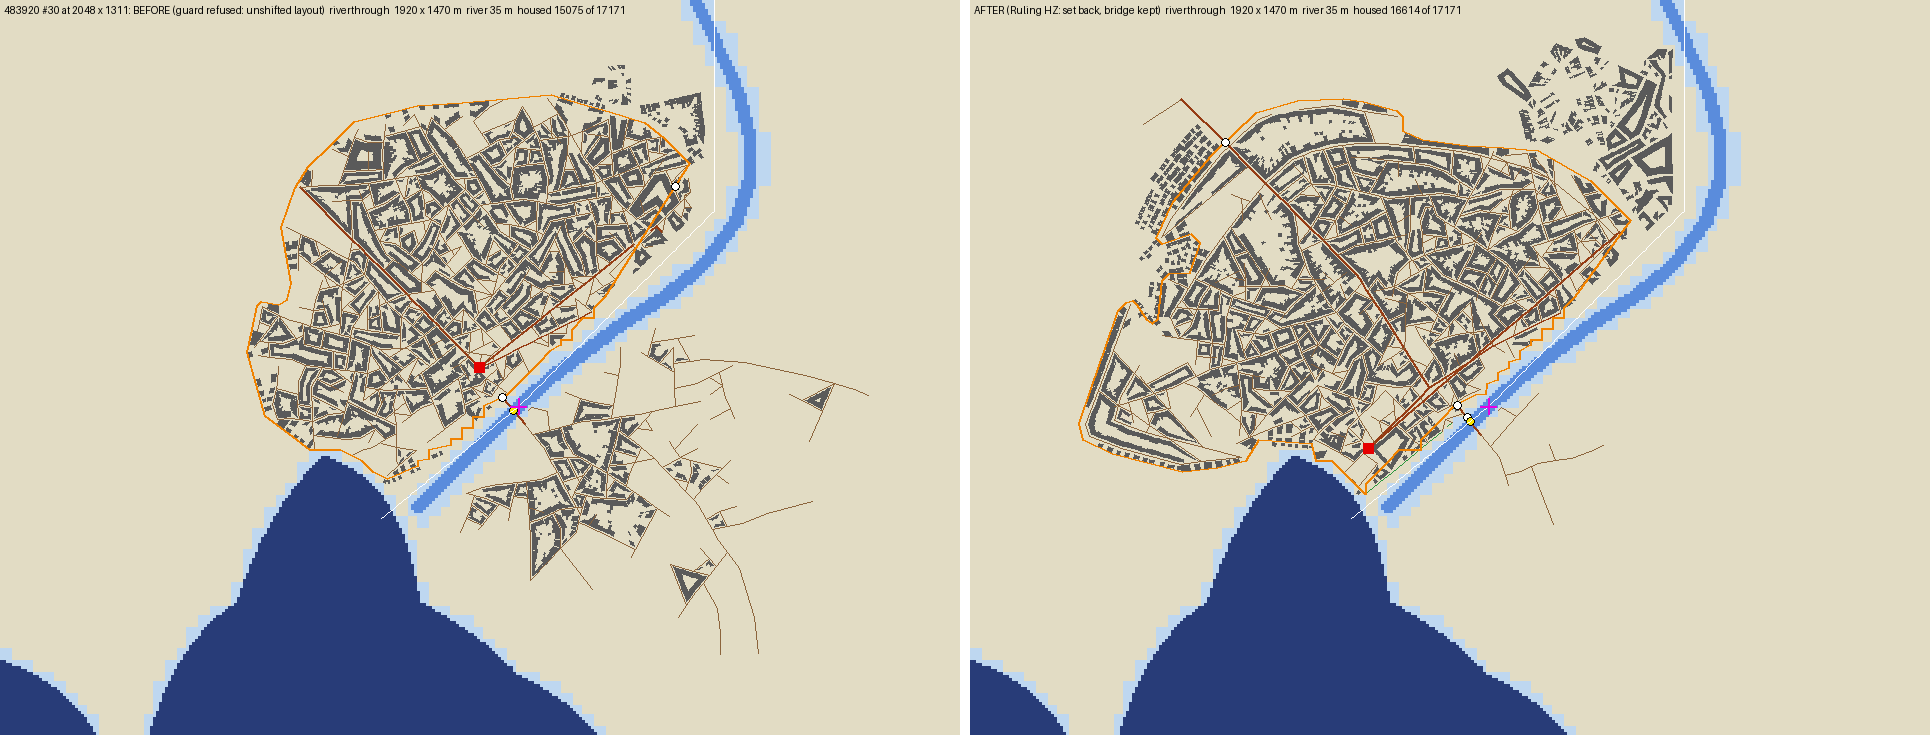 483920 #30 at 2048 x 1311: BEFORE (guard refused: unshifted layout) riverthrough 1920 x 1470 m river 35 m housed 15075 of 17171
AFTER (Ruling HZ: set back, bridge kept) riverthrough 1920 x 1470 m river 35 m housed 16614 of 17171